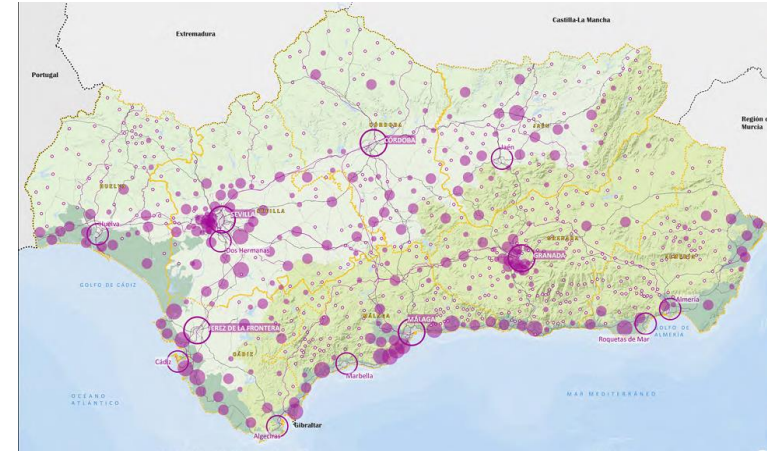 Castilla-La Mancha
Extremadura
Portugal
Región de
Murcia
CÓRDOBA
CÓRDOBA
JAÉN
Jaén
HUELVA
SEVILLA
SEVILLA
Huelva
Dos Hermanas
GRANADA
GRANADA
ALMERÍA
GOLFO DE CÁDIZ
Almería
MÁLAGA
MÁLAGA
JEREZ DE LA FRONTERA
GOLFO DE
ALMERÍA
Roquetas de Mar
CÁDIZ
Cádiz
Marbella
OCÉANO
ATLÁNTICO
MAR MEDITERRÁNEO
Gibraltar
Algeciras